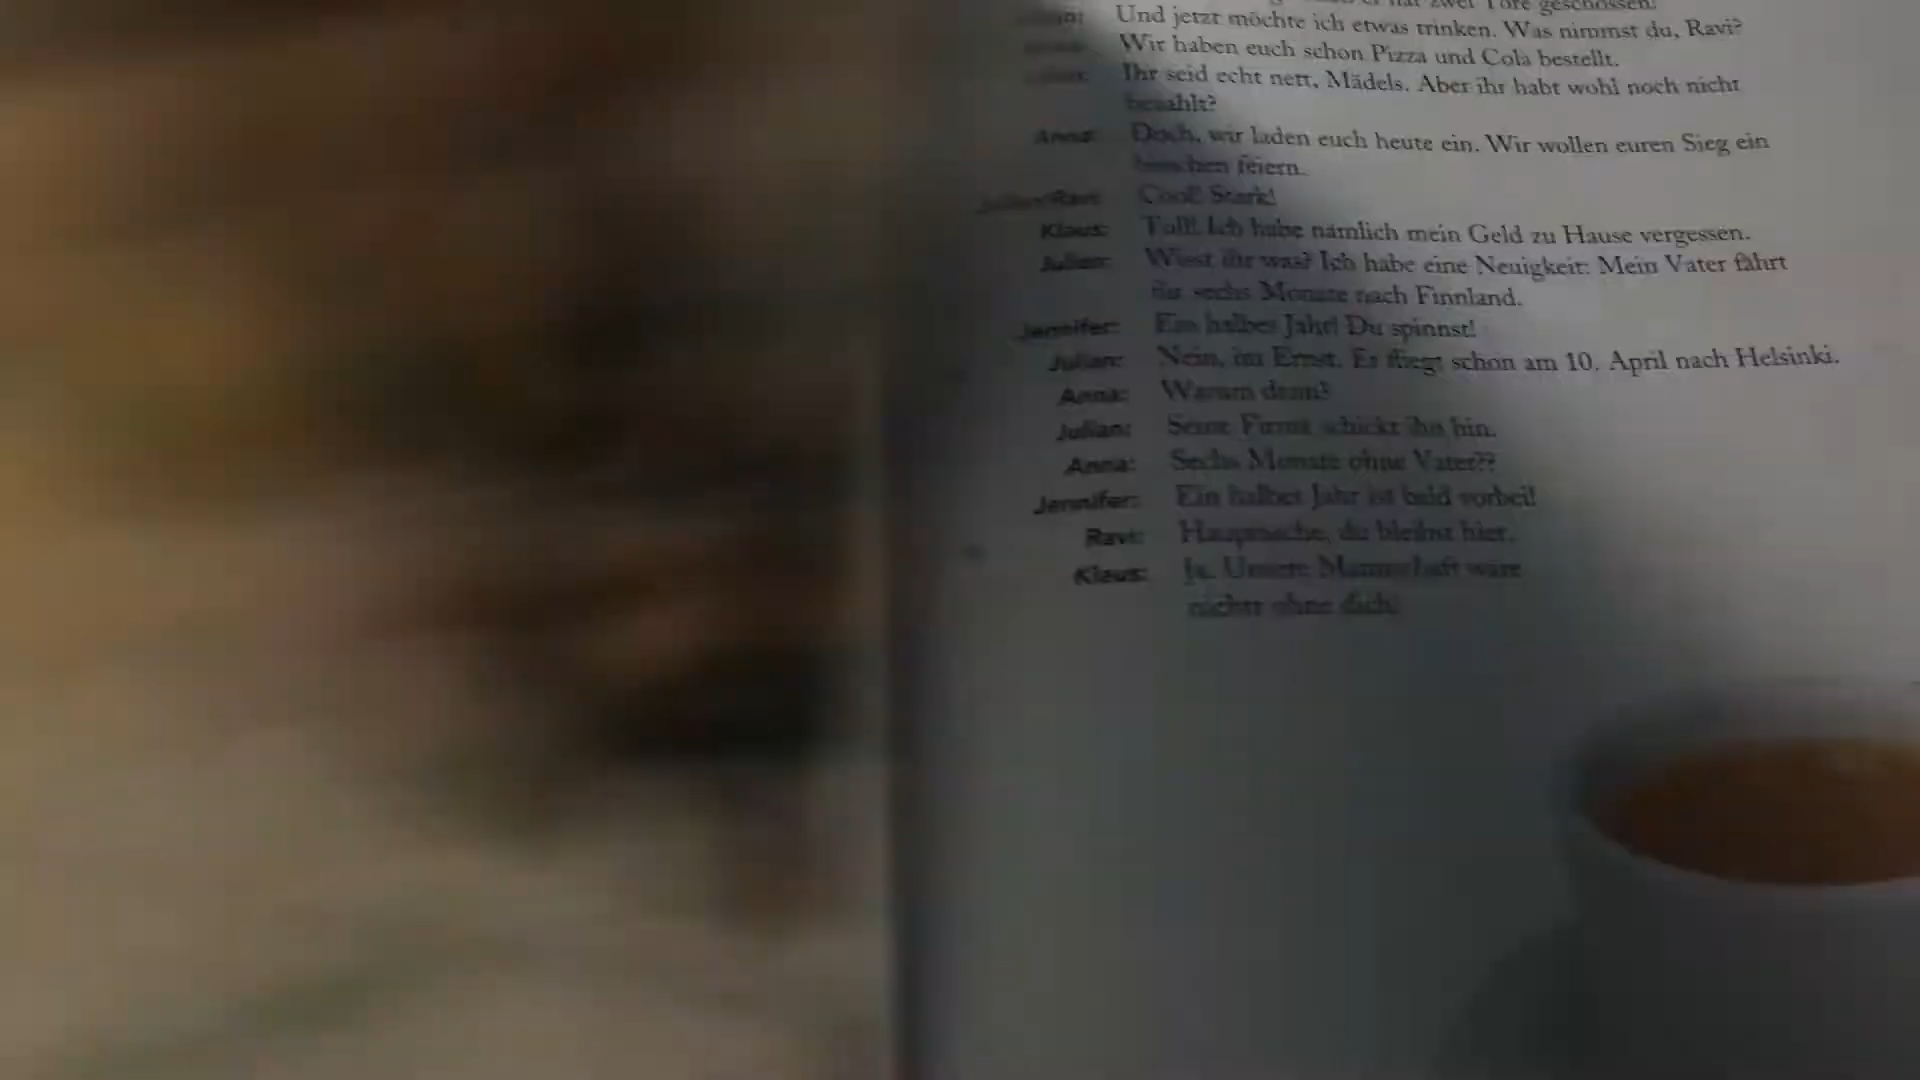 zwei Tore geschossen!
Und jetzt möchte ich etwas trinken. Was nimmst du, Ravi?
Wir haben euch schon Pizza und Cola bestellt.
Ihr seid echt nett, Mädels. Aber ihr habt wohl noch nicht
bezahlt?
Anna: Doch, wir laden euch heute ein. Wir wollen euren Sieg ein
bisschen feiern.
Julian+Ravi: Cool! Stark!
Klaus: Toll! Ich habe nämlich mein Geld zu Hause vergessen.
Julian: Wisst ihr was? Ich habe eine Neuigkeit: Mein Vater fährt
für sechs Monate nach Finnland.
Jennifer: Ein halbes Jahr! Du spinnst!
Julian: Nein, im Ernst. Er fliegt schon am 10. April nach Helsinki.
Anna: Warum denn?
Julian: Seine Firma schickt ihn hin.
Anna: Sechs Monate ohne Vater??
Jennifer: Ein halbes Jahr ist bald vorbei!
Ravi: Hauptsache, du bleibst hier.
Klaus: Ja. Unsere Mannschaft wäre
nichts ohne dich!